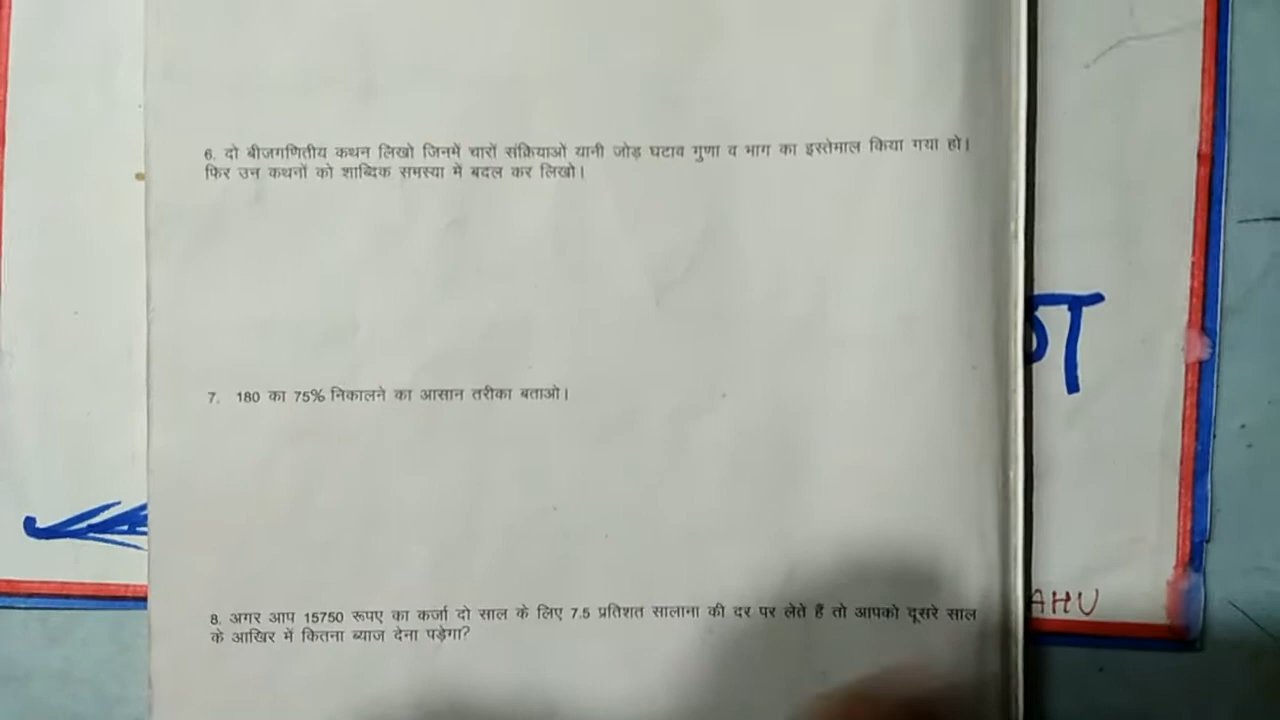 6. दो बीजगणितीय कथन लिखो जिनमें चारों संक्रियाओं यानी जोड़ घटाव गुणा व भाग का इस्तेमाल किया गया हो।
फिर उन कथनों को शाब्दिक समस्या में बदल कर लिखो।
7. 180 का 75% निकालने का आसान तरीका बताओ।
8. अगर आप 15750 रूपए का कर्जा दो साल के लिए 7.5 प्रतिशत सालाना की दर पर लेते हैं तो आपको दूसरे साल
के आखिर में कितना ब्याज देना पड़ेगा?
AHU